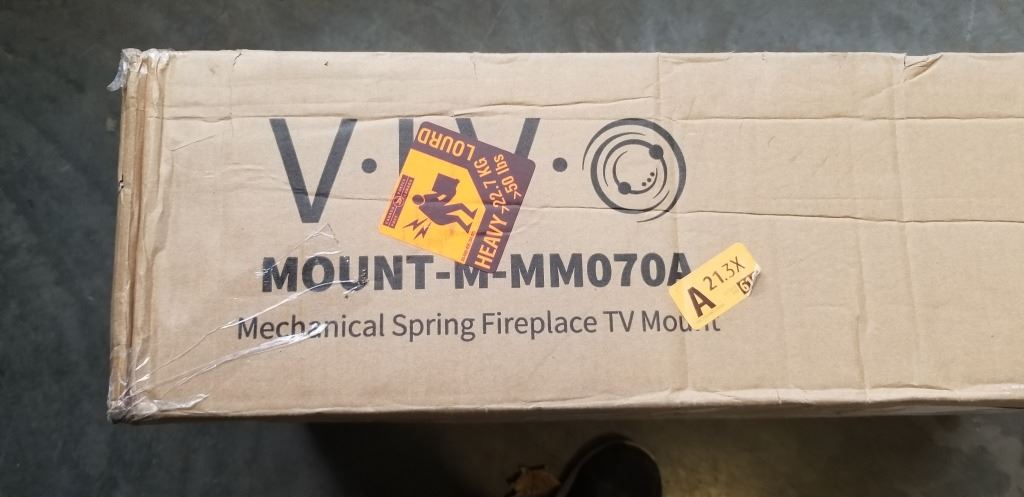 V·IV·O
LOURD
HEAVY >22.7 KG
>50 lbs
MOUNT-M-MM070A
A 21.3X
Mechanical Spring Fireplace TV Mount